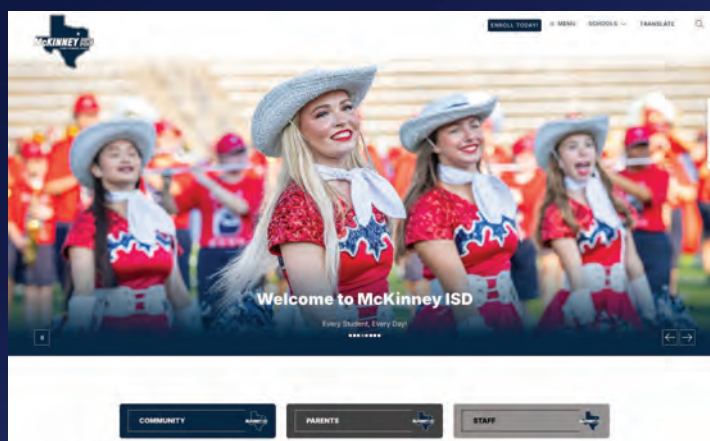 McKINNEY ISD
ENROLL TODAY!
MENU
SCHOOLS
TRANSLATE
Welcome to McKinney ISD
Every Student, Every Day!
COMMUNITY
PARENTS
STAFF